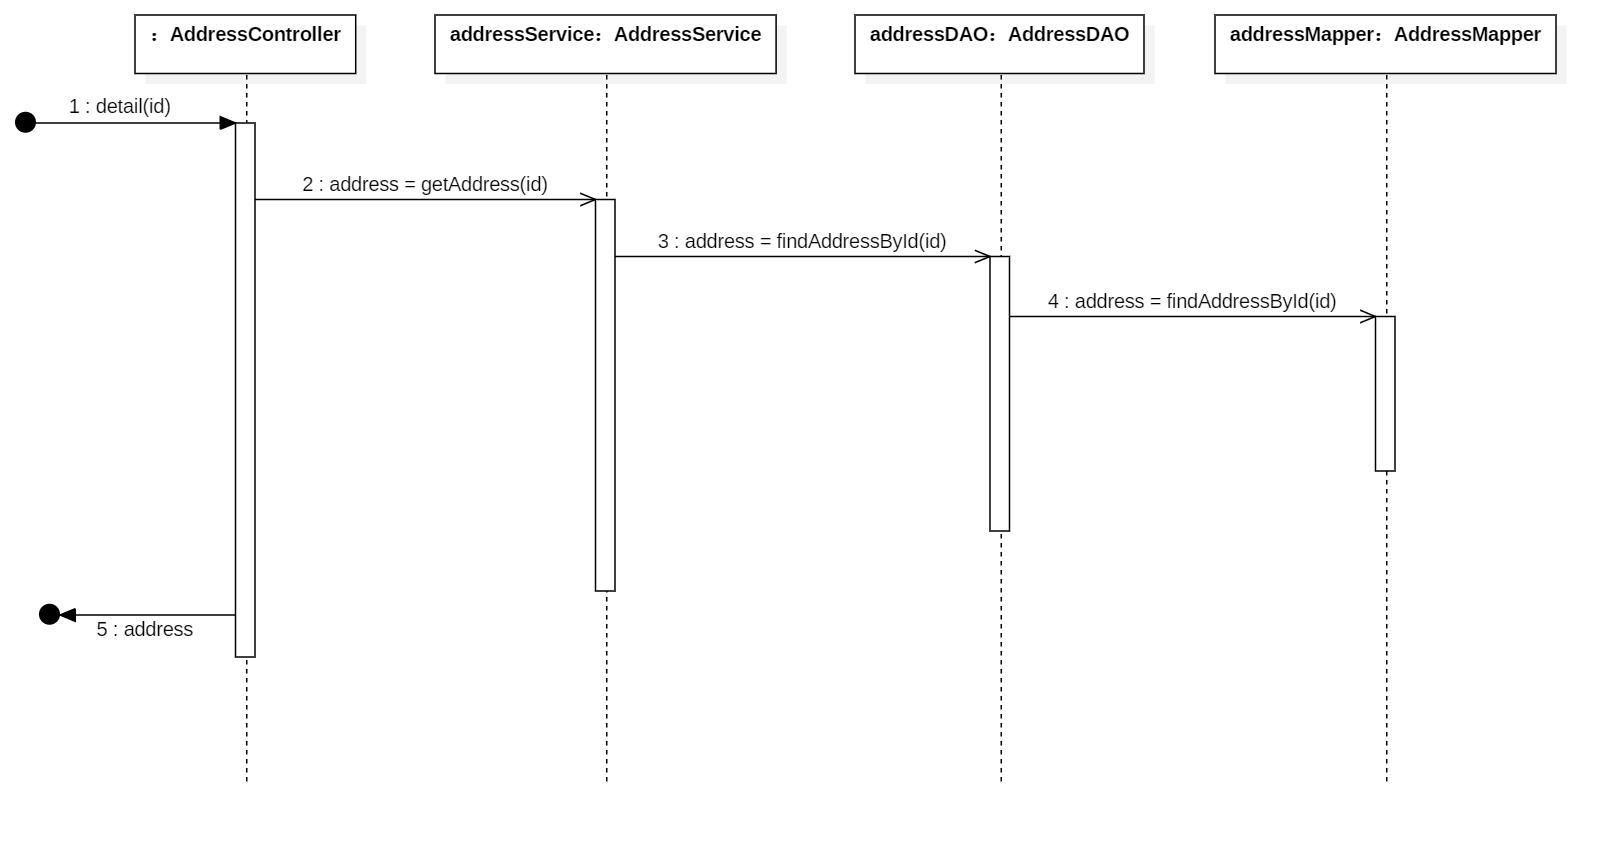 ： AddressController
addressService： AddressService
addressDAO： AddressDAO
addressMapper： AddressMapper
1 : detail(id)
2 : address = getAddress(id)
3 : address = findAddressById(id)
4 : address = findAddressById(id)
5 : address